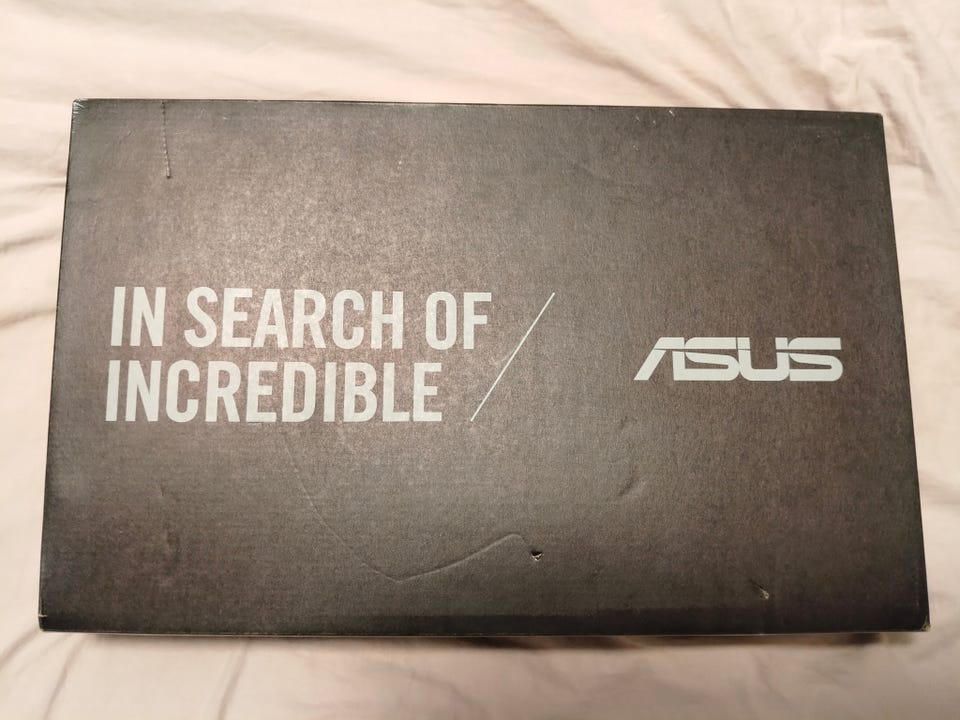 IN SEARCH OF
INCREDIBLE
ASUS